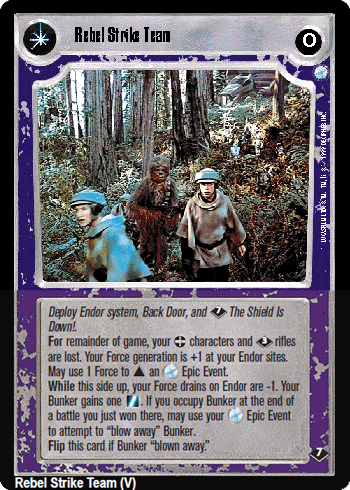 Rebel Strike Team
0
Deploy Endor system, Back Door, and 7 The Shield Is
Down!.
For remainder of game, your characters and 3 rifles
are lost. Your Force generation is +1 at your Endor sites.
May use 1 Force to ▲ an Epic Event.
While this side up, your Force drains on Endor are -1. Your
Bunker gains one . If you occupy Bunker at the end of
a battle you just won there, may use your Epic Event
to attempt to “blow away” Bunker.
Flip this card if Bunker “blown away.”
7
Rebel Strike Team (V)